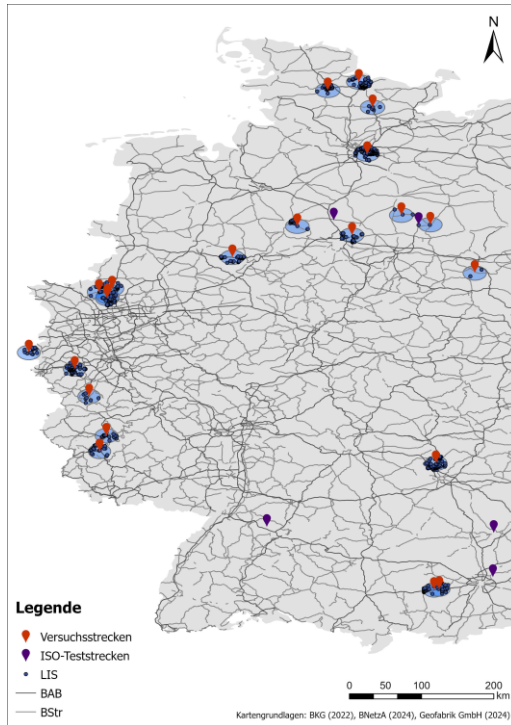 N
Legende
Versuchsstrecken
ISO-Teststrecken
LIS
BAB
BStr
0 50 100 200
km
Kartengrundlagen: BKG (2022), BNetzA (2024), Geofabrik GmbH (2024)